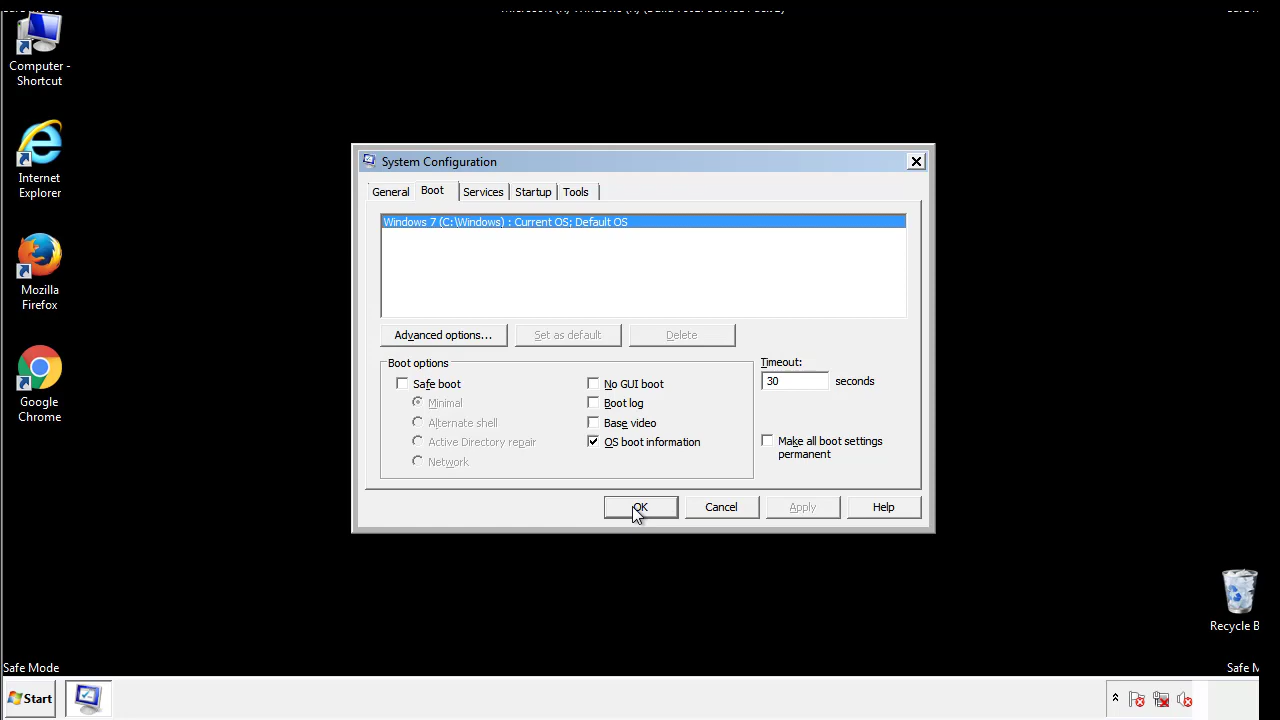 Computer -
Shortcut
Internet
Explorer
Mozilla
Firefox
Google
Chrome
System Configuration
General
Boot
Services
Startup
Tools
Windows 7 (C:\Windows) : Current OS; Default OS
Advanced options...
Set as default
Delete
Boot options
Safe boot
Minimal
Alternate shell
Active Directory repair
Network
No GUI boot
Boot log
Base video
OS boot information
Timeout:
30
seconds
Make all boot settings
permanent
OK
Cancel
Apply
Help
Recycle B
Safe Mode
Safe M
Start